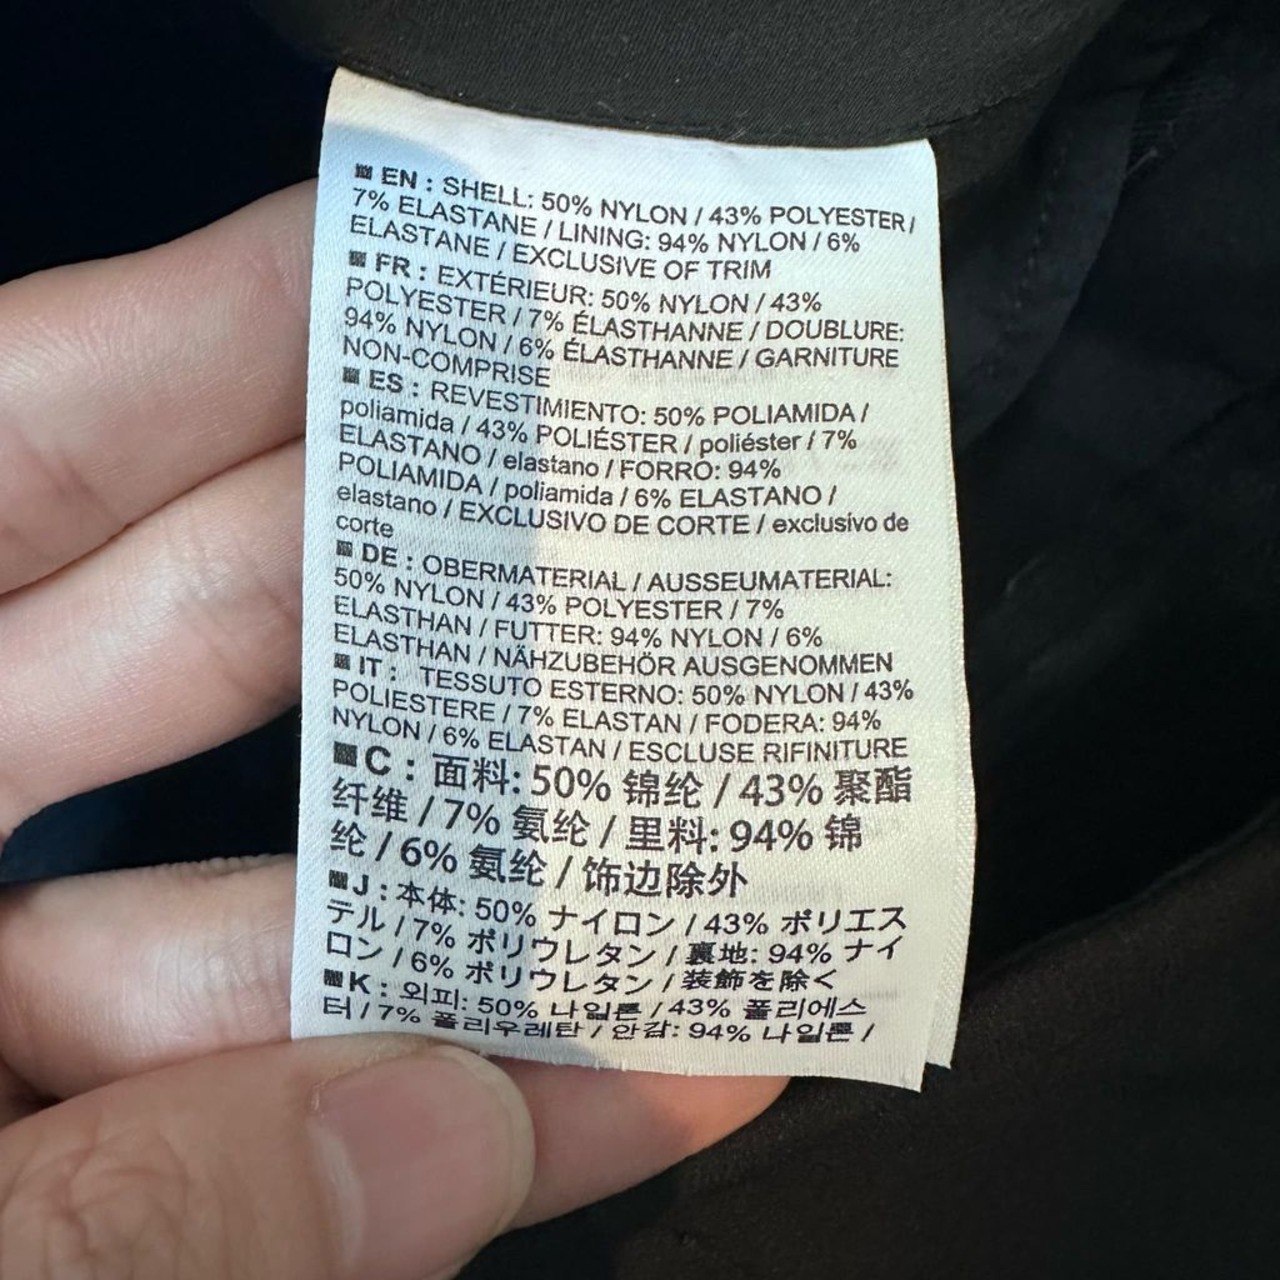 EN : SHELL: 50% NYLON / 43% POLYESTER /
7% ELASTANE / LINING: 94% NYLON / 6%
ELASTANE / EXCLUSIVE OF TRIM
FR : EXTÉRIEUR: 50% NYLON / 43%
POLYESTER / 7% ÉLASTHANNE / DOUBLURE:
94% NYLON / 6% ÉLASTHANNE / GARNITURE
NON-COMPRISE
ES : REVESTIMIENTO: 50% POLIAMIDA /
poliamida / 43% POLIÉSTER / poliéster / 7%
ELASTANO / elastano / FORRO: 94%
POLIAMIDA / poliamida / 6% ELASTANO /
elastano / EXCLUSIVO DE CORTE / exclusivo de
corte
DE : OBERMATERIAL / AUSSEUMATERIAL:
50% NYLON / 43% POLYESTER / 7%
ELASTHAN / FUTTER: 94% NYLON / 6%
ELASTHAN / NÄHZUBEHÖR AUSGENOMMEN
IT : TESSUTO ESTERNO: 50% NYLON / 43%
POLIESTERE / 7% ELASTAN / FODERA: 94%
NYLON / 6% ELASTAN / ESCLUSE RIFINITURE
C : 面料: 50% 锦纶 / 43% 聚酯
纤维 / 7% 氨纶 / 里料: 94% 锦
纶 / 6% 氨纶 / 饰边除外
J : 本体: 50% ナイロン / 43% ポリエス
テル / 7% ポリウレタン / 裏地: 94% ナイ
ロン / 6% ポリウレタン / 装飾を除く
K : 외피: 50% 나일론 / 43% 폴리에스
터 / 7% 폴리우레탄 / 안감: 94% 나일론 /